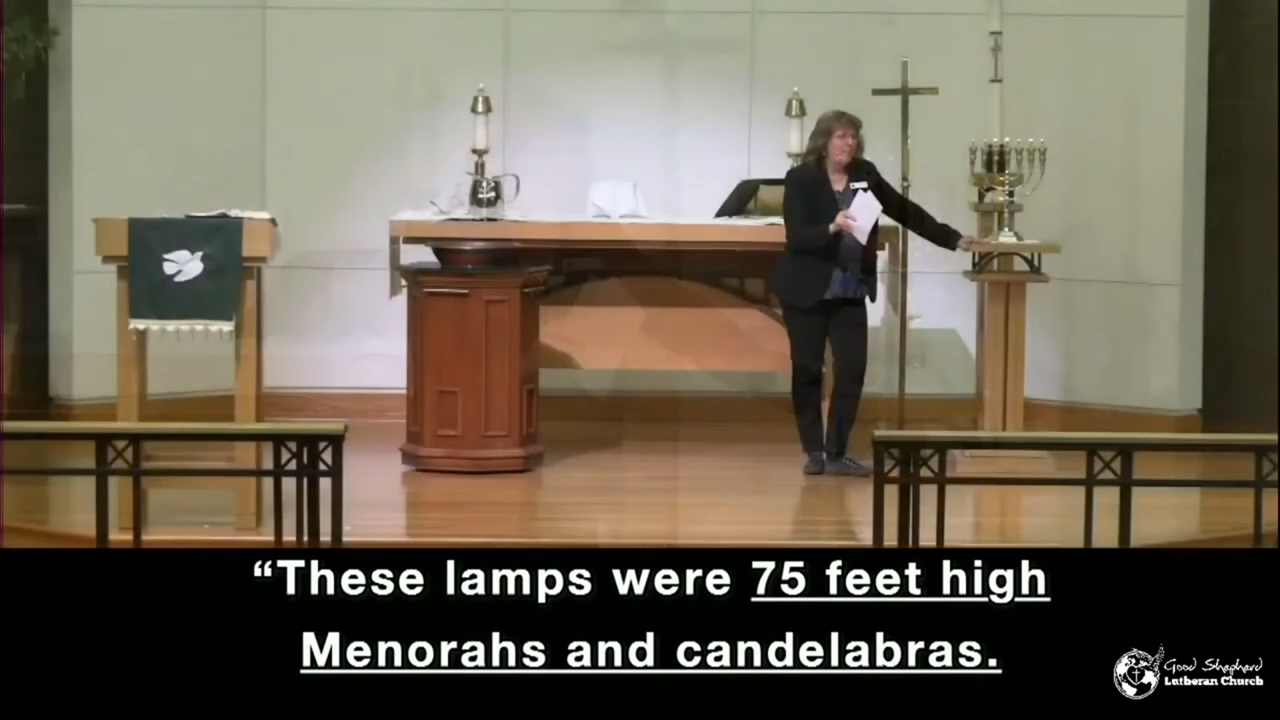 “These lamps were 75 feet high
Menorahs and candelabras.
Good Shepherd
Lutheran Church